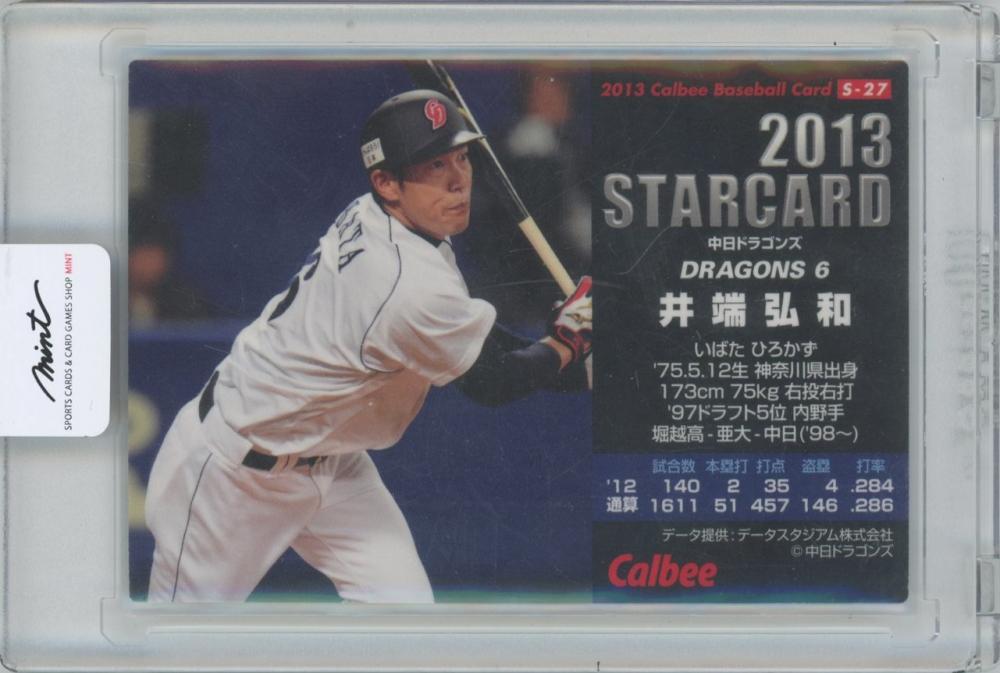 2013 Calbee Baseball Card S-27
2013
STARCARD
中日ドラゴンズ
DRAGONS 6
井端弘和
いばた ひろかず
'75.5.12生 神奈川県出身
173cm 75kg 右投右打
'97ドラフト5位 内野手
堀越高-亜大-中日('98〜)
試合数 本塁打 打点 盗塁 打率
'12 140 2 35 4 .284
通算 1611 51 457 146 .286
データ提供:データスタジアム株式会社
©中日ドラゴンズ
Calbee
mint
SPORTS CARDS & CARD GAMES SHOP MINT